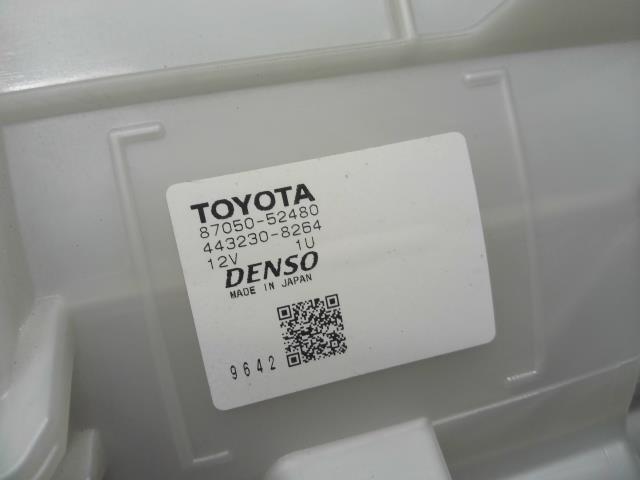 TOYOTA
87050-52480
443230-8264
12V 1U
DENSO
MADE IN JAPAN
9642